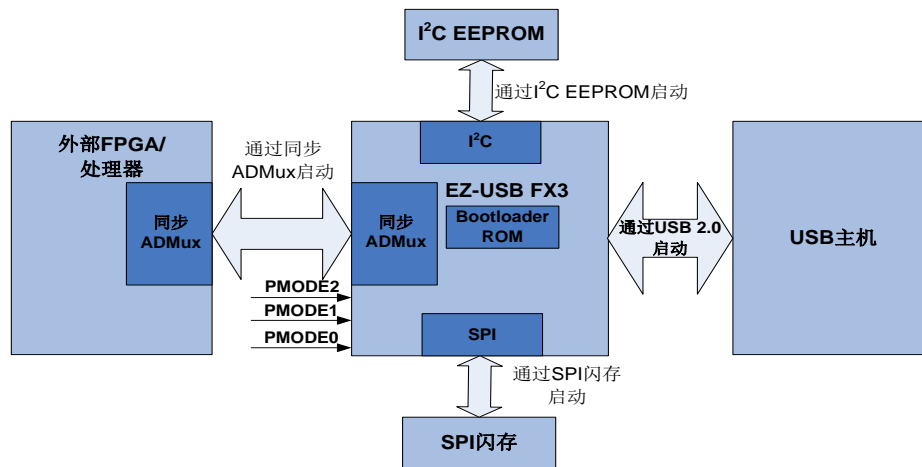 I²C EEPROM
通过I²C EEPROM启动
外部FPGA/
处理器
同步
ADMux
通过同步
ADMux启动
I²C
EZ-USB FX3
Bootloader
ROM
同步
ADMux
PMODE2
PMODE1
PMODE0
SPI
通过USB 2.0
启动
USB主机
通过SPI闪存
启动
SPI闪存